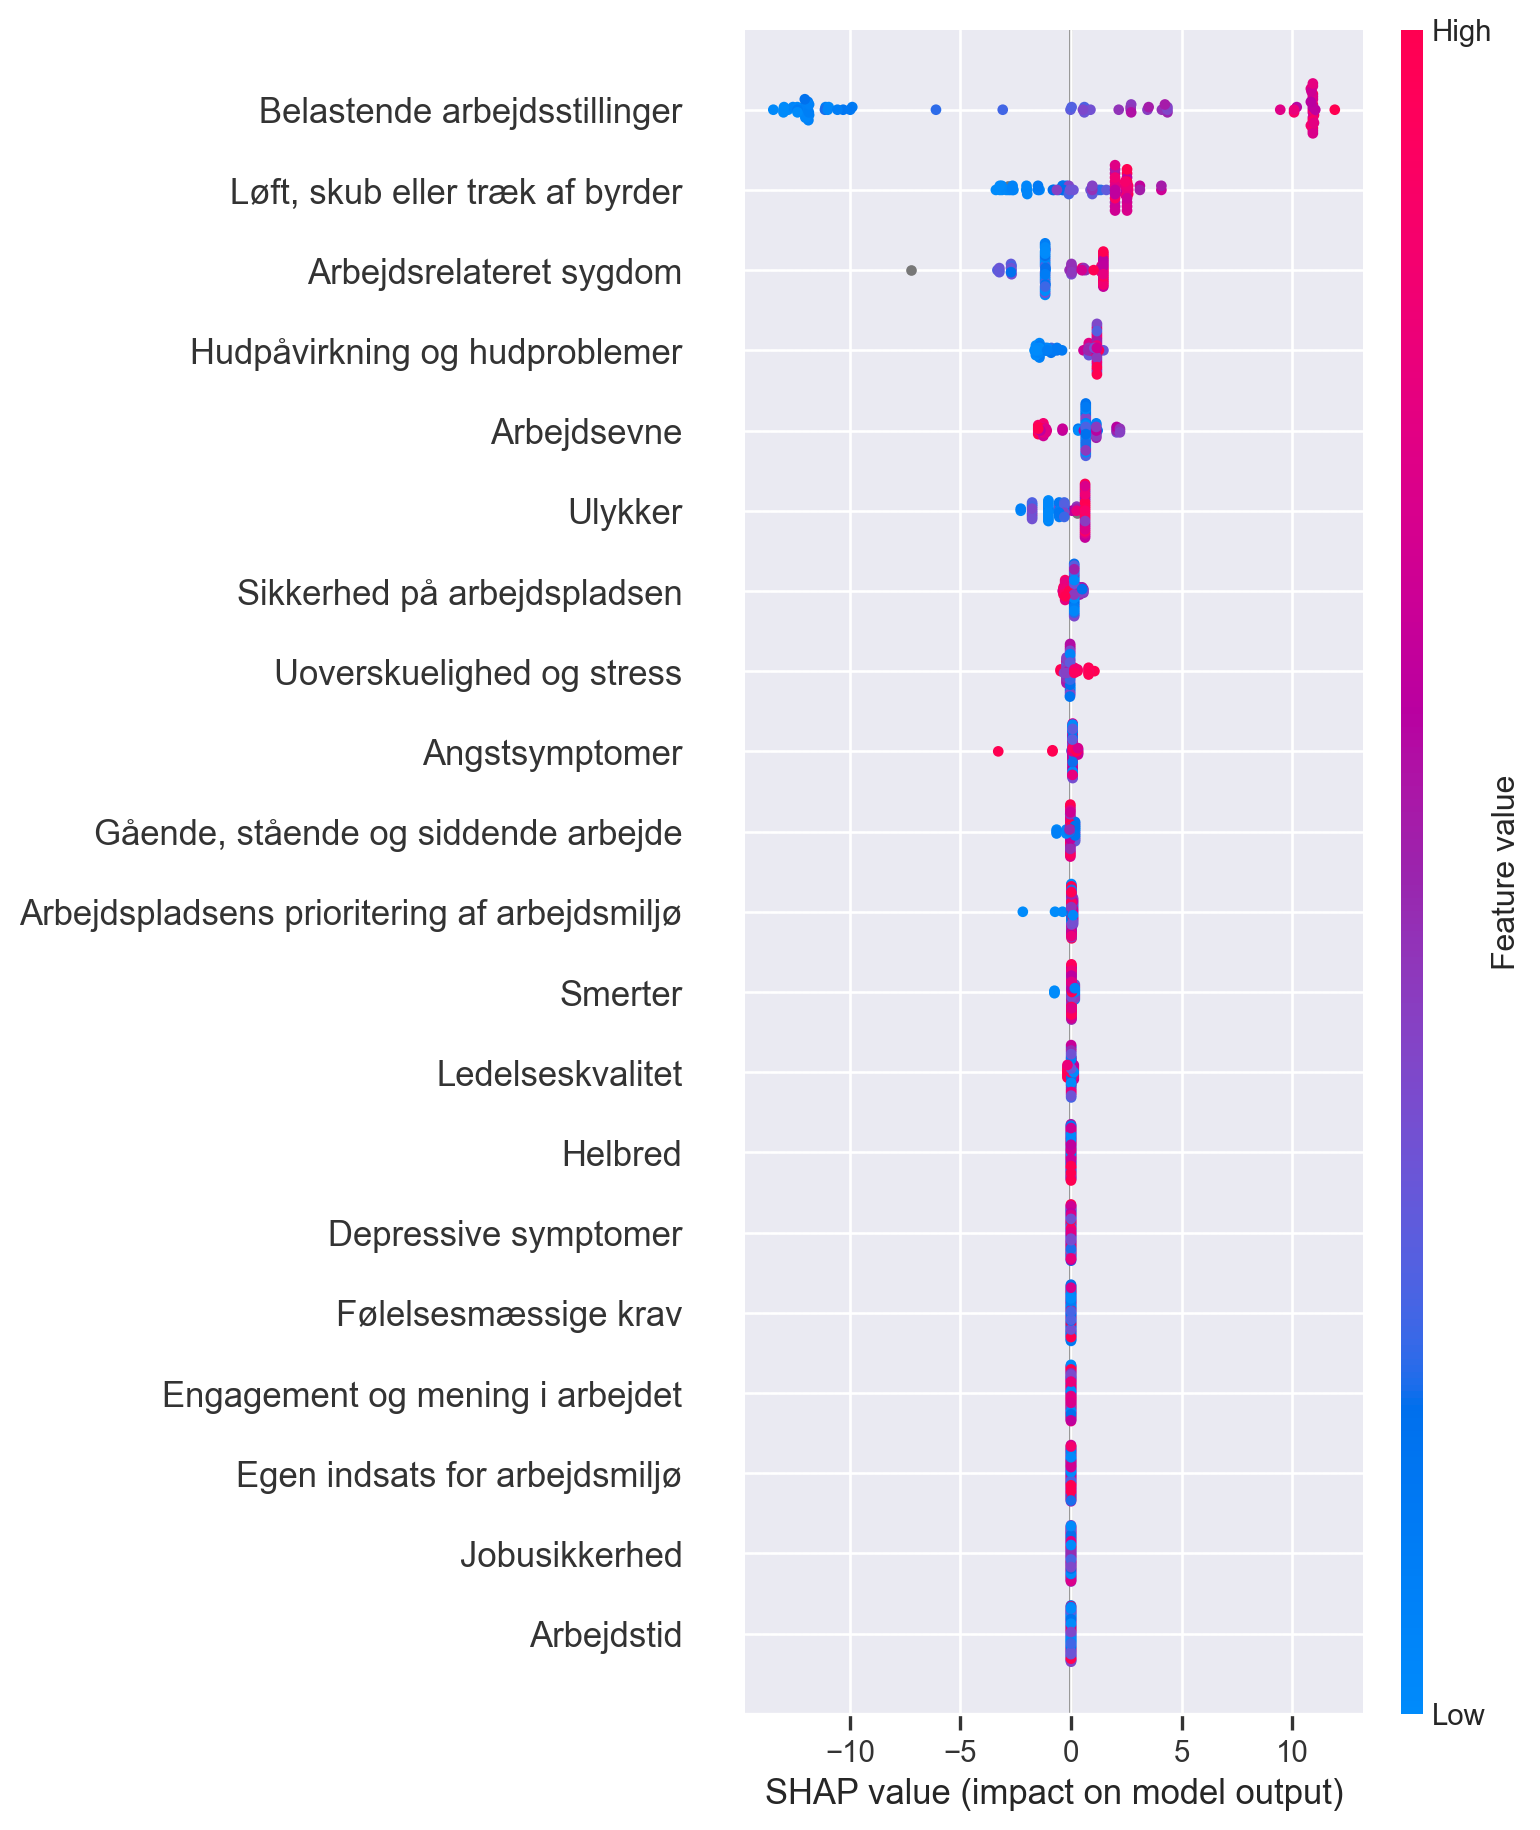 High
Belastende arbejdsstillinger
Løft, skub eller træk af byrder
Arbejdsrelateret sygdom
Hudpåvirkning og hudproblemer
Arbejdsevne
Ulykker
Sikkerhed på arbejdspladsen
Uoverskuelighed og stress
Angstsymptomer
Gående, stående og siddende arbejde
Arbejdspladsens prioritering af arbejdsmiljø
Smerter
Ledelseskvalitet
Helbred
Depressive symptomer
Følelsesmæssige krav
Engagement og mening i arbejdet
Egen indsats for arbejdsmiljø
Jobusikkerhed
Arbejdstid
Feature value
Low
−10 −5 0 5 10
SHAP value (impact on model output)